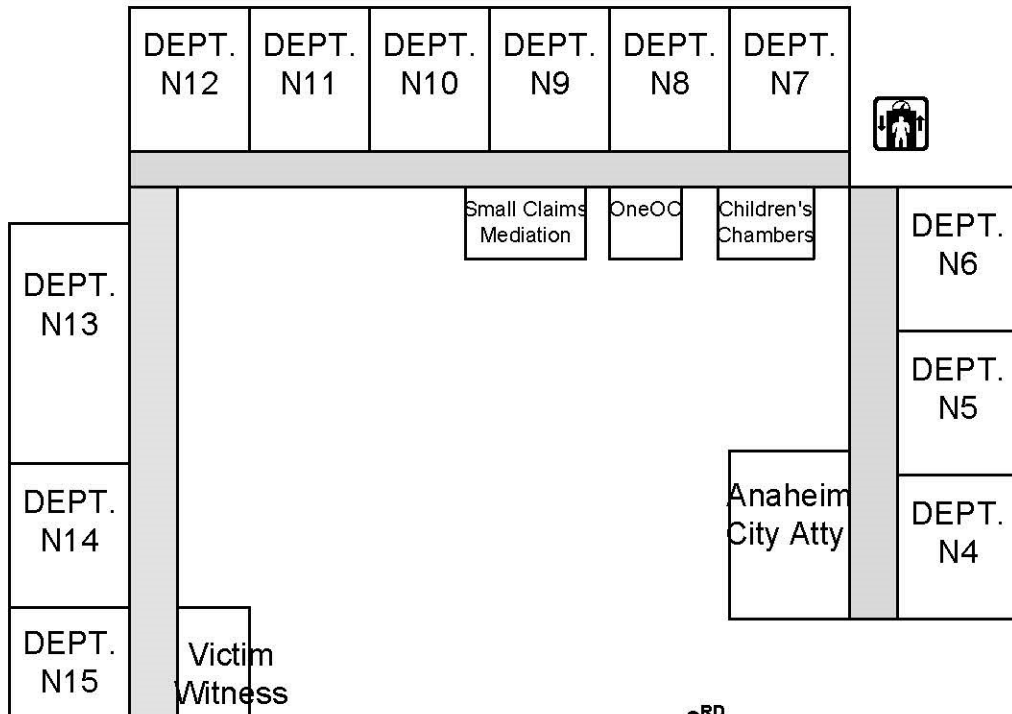 DEPT.
N12
DEPT.
N11
DEPT.
N10
DEPT.
N9
DEPT.
N8
DEPT.
N7
Small Claims
Mediation
OneOC
Children's
Chambers
DEPT.
N6
DEPT.
N13
DEPT.
N5
Anaheim
City Atty
DEPT.
N14
DEPT.
N4
DEPT.
N15
Victim
Witness
RD